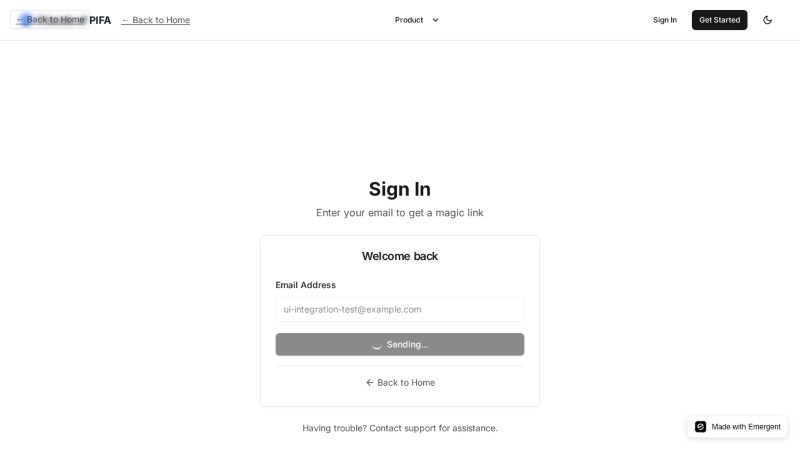 ← Back to Home PIFA ← Back to Home Product Sign In Get Started
Sign In
Enter your email to get a magic link
Welcome back
Email Address
ui-integration-test@example.com
Sending...
← Back to Home
Having trouble? Contact support for assistance.
Made with Emergent